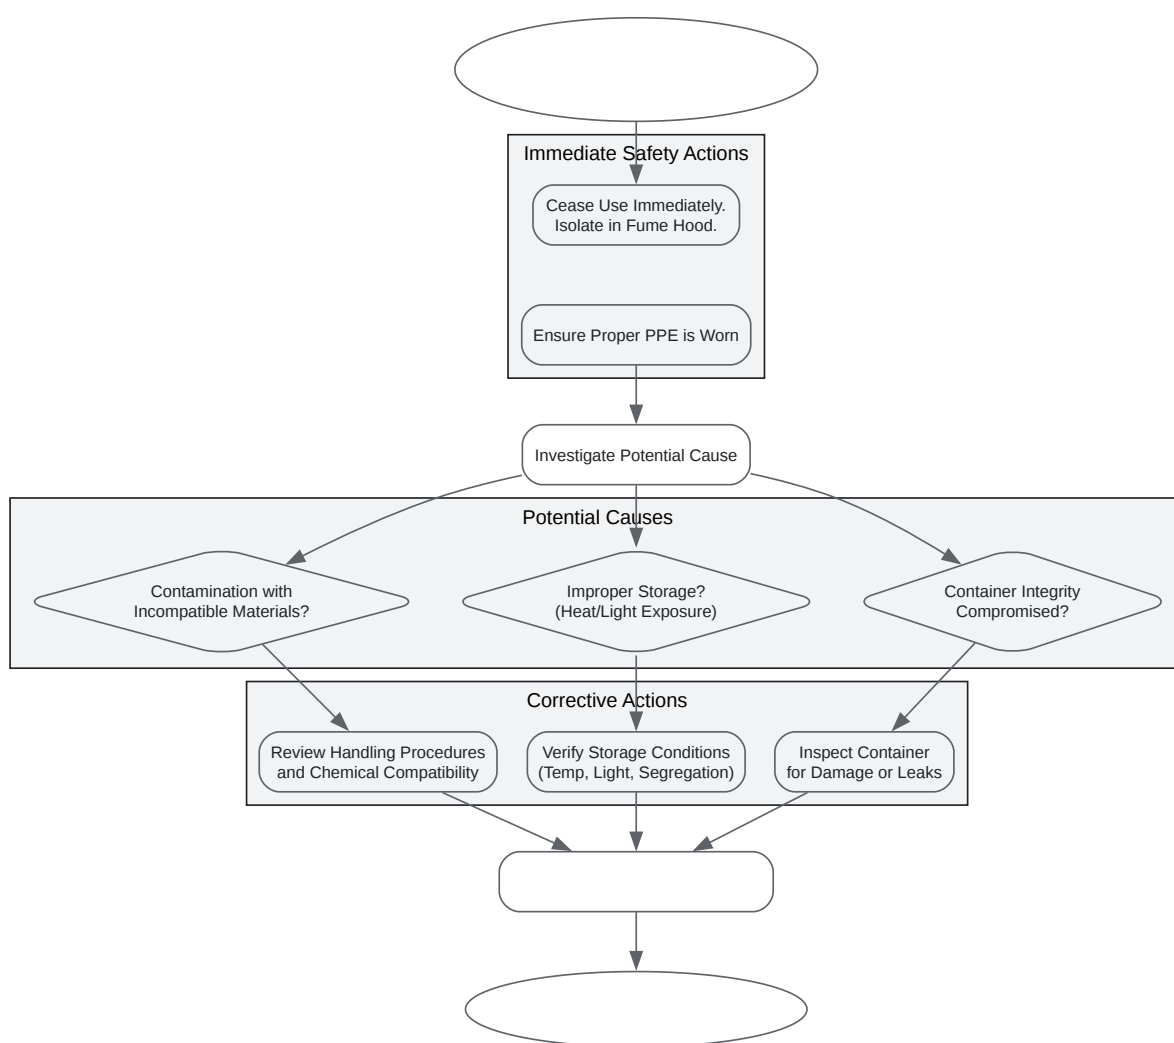 Immediate Safety Actions
Cease Use Immediately.
Isolate in Fume Hood.
Ensure Proper PPE is Worn
Investigate Potential Cause
Potential Causes
Contamination with
Incompatible Materials?
Improper Storage?
(Heat/Light Exposure)
Container Integrity
Compromised?
Corrective Actions
Review Handling Procedures
and Chemical Compatibility
Verify Storage Conditions
(Temp, Light, Segregation)
Inspect Container
for Damage or Leaks